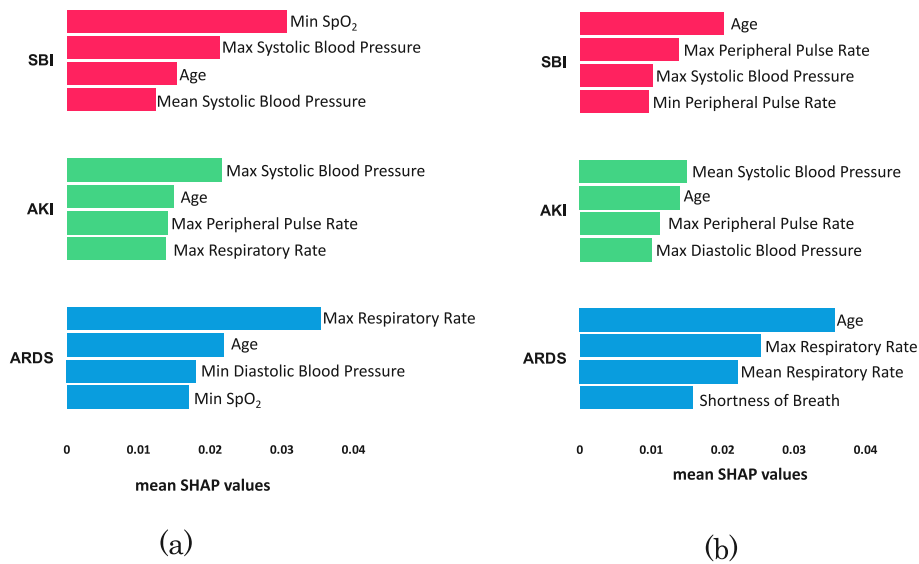 Min SpO₂
Max Systolic Blood Pressure
SBI
Age
Mean Systolic Blood Pressure
Max Systolic Blood Pressure
Age
AKI
Max Peripheral Pulse Rate
Max Respiratory Rate
Max Respiratory Rate
Age
ARDS
Min Diastolic Blood Pressure
Min SpO₂
0 0.01 0.02 0.03 0.04
mean SHAP values
(a)
Age
Max Peripheral Pulse Rate
SBI
Max Systolic Blood Pressure
Min Peripheral Pulse Rate
Mean Systolic Blood Pressure
Age
AKI
Max Peripheral Pulse Rate
Max Diastolic Blood Pressure
Age
Max Respiratory Rate
ARDS
Mean Respiratory Rate
Shortness of Breath
0 0.01 0.02 0.03 0.04
mean SHAP values
(b)